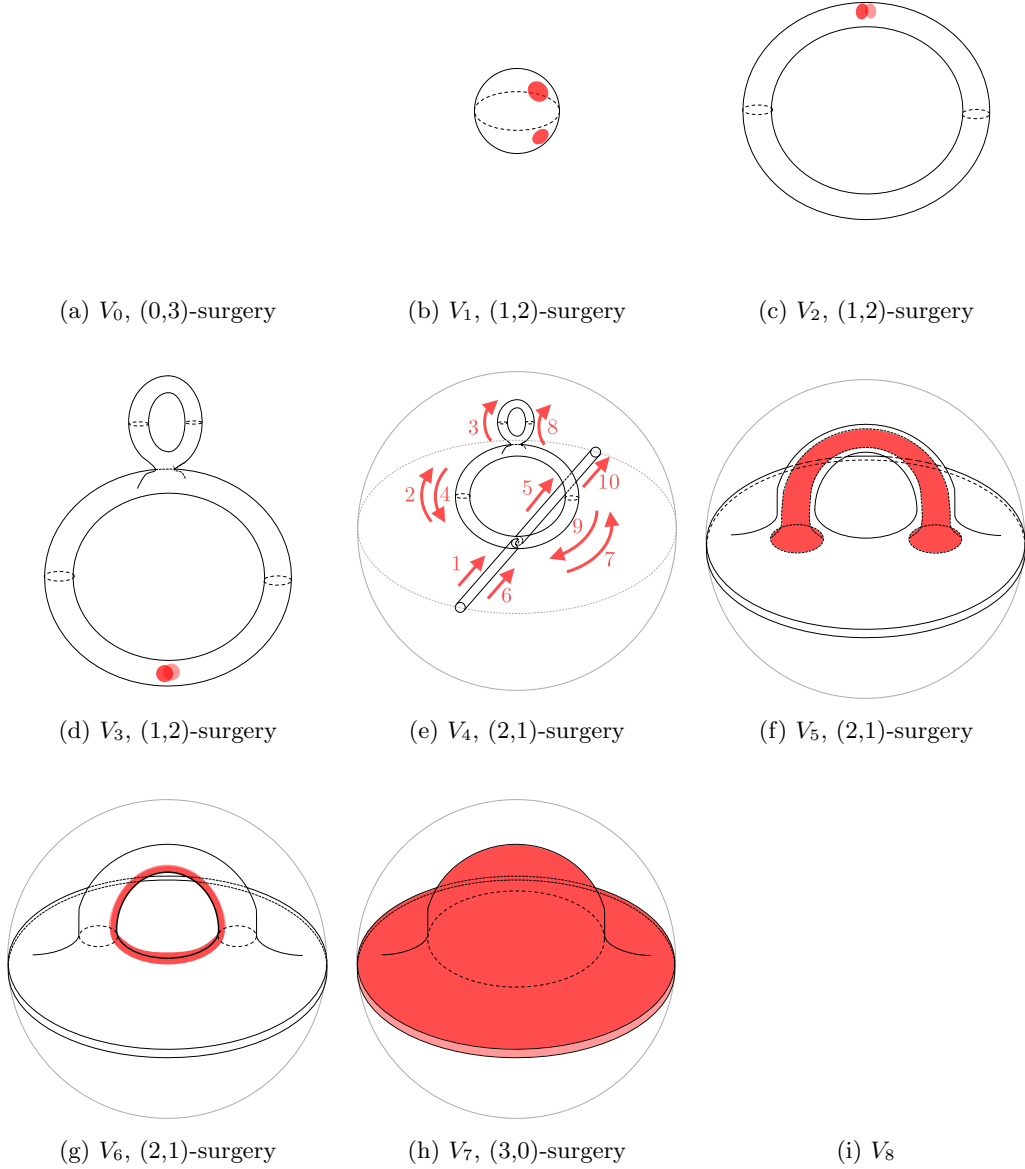 (a) V₀, (0,3)-surgery
(b) V₁, (1,2)-surgery
(c) V₂, (1,2)-surgery
3
8
2
4
5
10
9
1
7
6
(d) V₃, (1,2)-surgery
(e) V₄, (2,1)-surgery
(f) V₅, (2,1)-surgery
(g) V₆, (2,1)-surgery
(h) V₇, (3,0)-surgery
(i) V₈